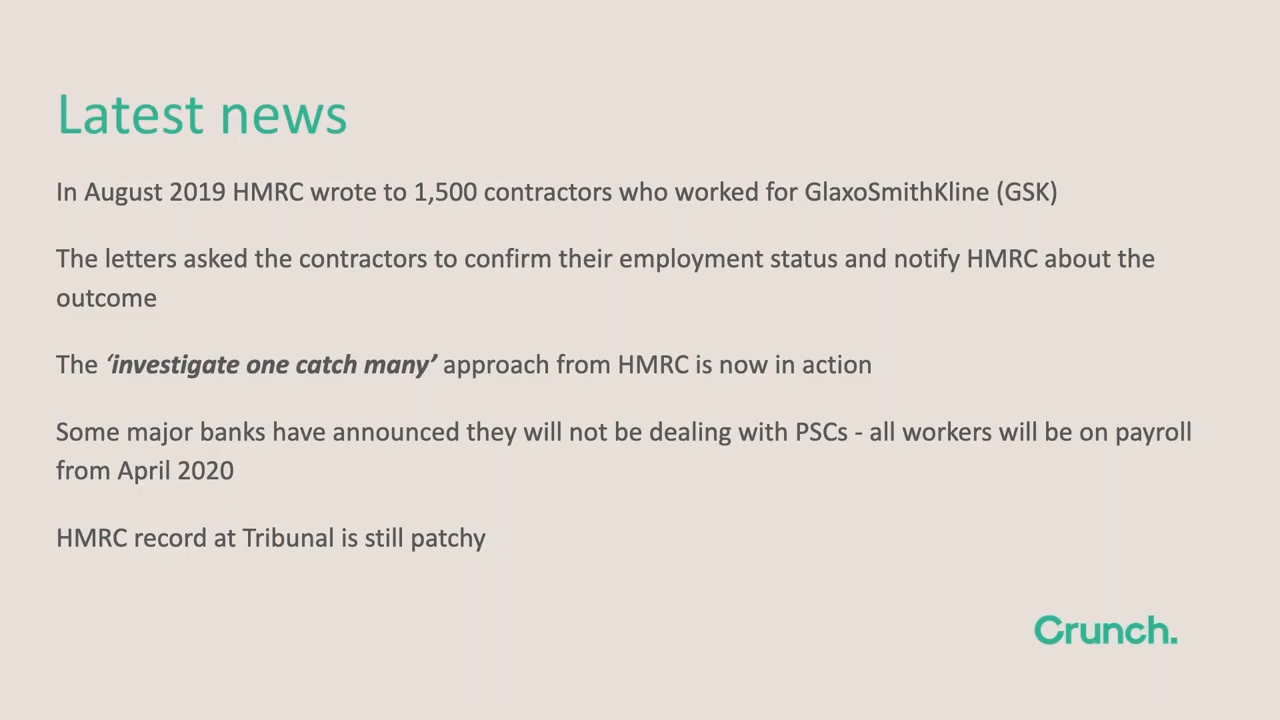 Latest news
In August 2019 HMRC wrote to 1,500 contractors who worked for GlaxoSmithKline (GSK)
The letters asked the contractors to confirm their employment status and notify HMRC about the
outcome
The ‘investigate one catch many’ approach from HMRC is now in action
Some major banks have announced they will not be dealing with PSCs - all workers will be on payroll
from April 2020
HMRC record at Tribunal is still patchy
Crunch.